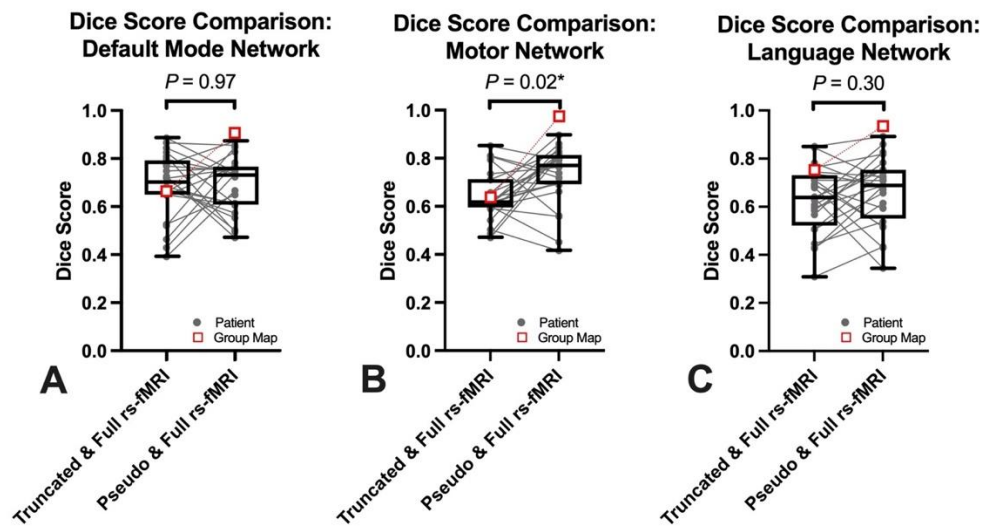 Dice Score Comparison:
Default Mode Network
P = 0.97
Dice Score
1.0
0.8
0.6
0.4
0.2
0.0
Patient
Group Map
A
Truncated & Full rs-fMRI
Pseudo & Full rs-fMRI
Dice Score Comparison:
Motor Network
P = 0.02*
Dice Score
1.0
0.8
0.6
0.4
0.2
0.0
Patient
Group Map
B
Truncated & Full rs-fMRI
Pseudo & Full rs-fMRI
Dice Score Comparison:
Language Network
P = 0.30
Dice Score
1.0
0.8
0.6
0.4
0.2
0.0
Patient
Group Map
C
Truncated & Full rs-fMRI
Pseudo & Full rs-fMRI